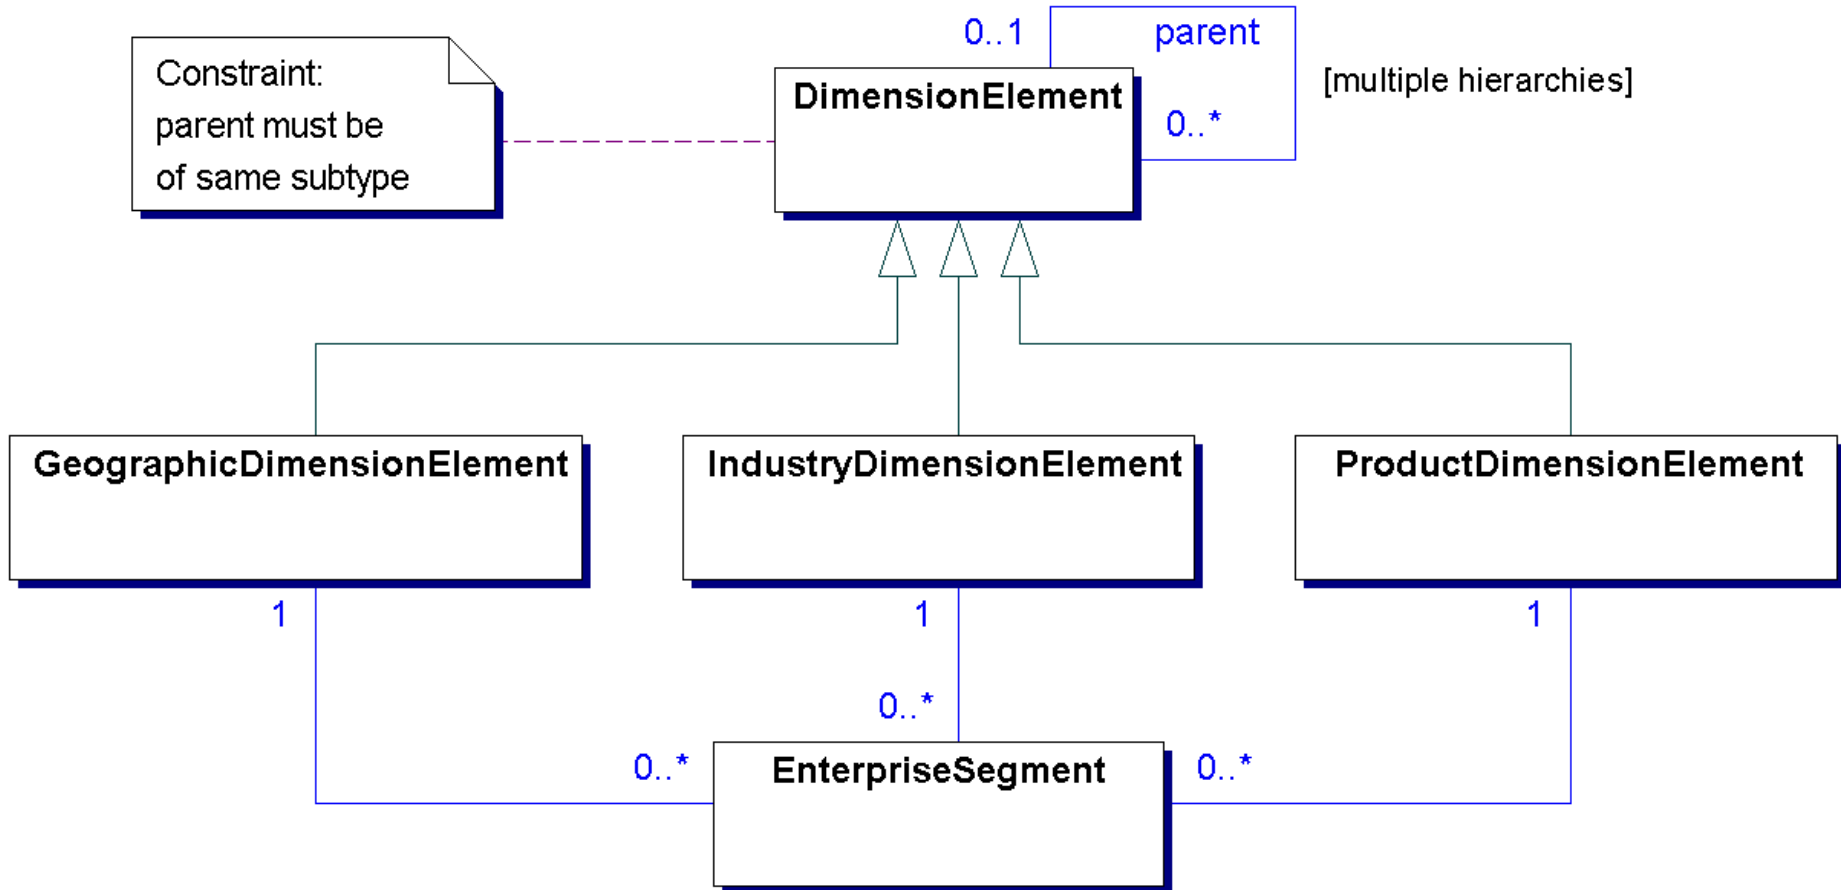 0..1
parent
Constraint:
parent must be
of same subtype
DimensionElement
[multiple hierarchies]
0..*
GeographicDimensionElement
IndustryDimensionElement
ProductDimensionElement
1
1
1
0..*
0..*
0..*
EnterpriseSegment